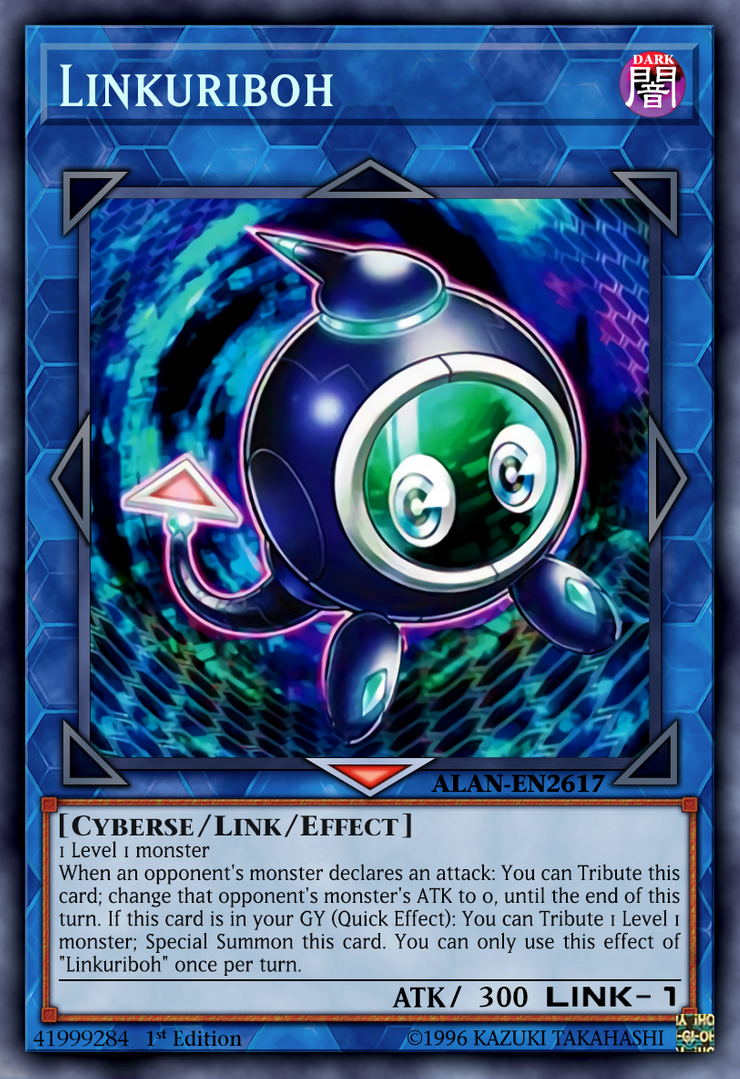 LINKURIBOH
DARK
闇
ALAN-EN2617
[CYBERSE/LINK/EFFECT]
1 Level 1 monster
When an opponent's monster declares an attack: You can Tribute this
card; change that opponent's monster's ATK to 0, until the end of this
turn. If this card is in your GY (Quick Effect): You can Tribute 1 Level 1
monster; Special Summon this card. You can only use this effect of
"Linkuriboh" once per turn.
ATK/ 300 LINK-1
41999284 1st Edition ©1996 KAZUKI TAKAHASHI